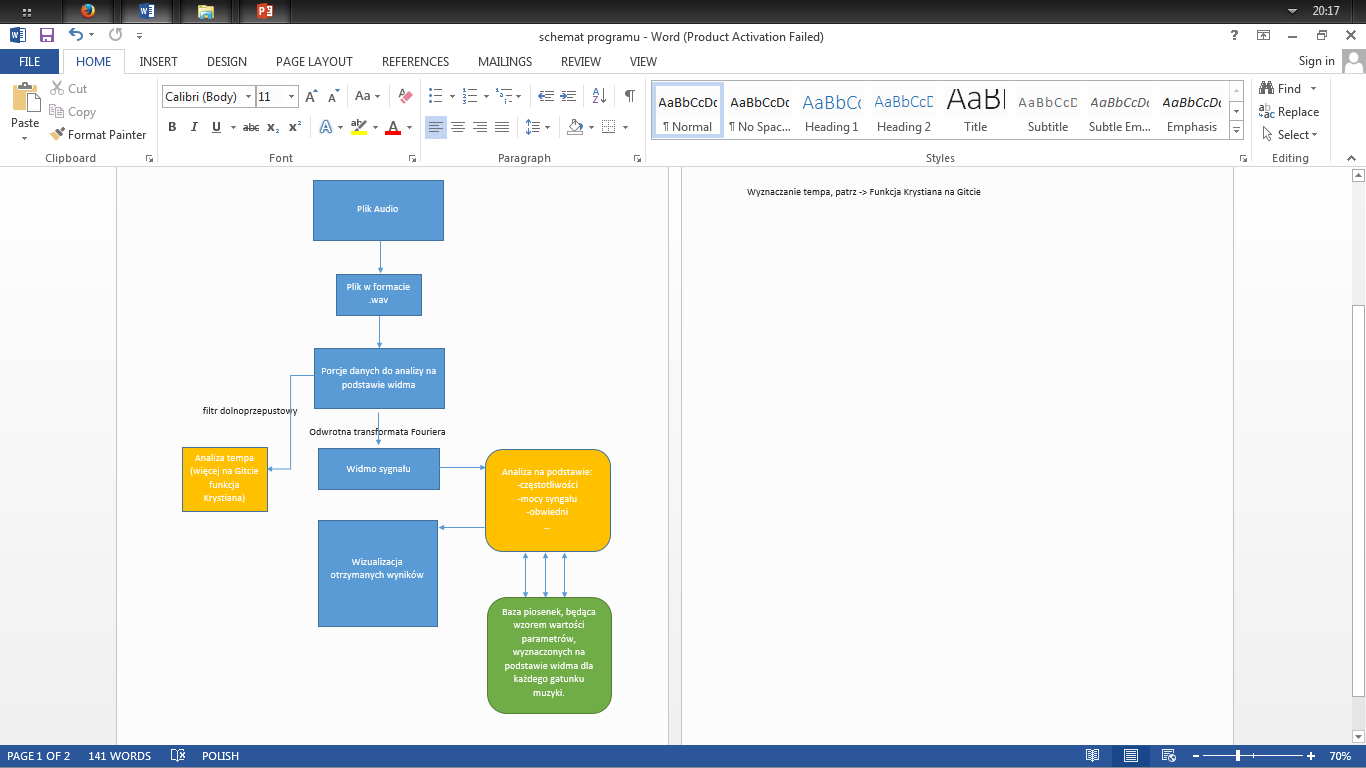 20:17
schemat programu - Word (Product Activation Failed)
FILE
HOME
INSERT
DESIGN
PAGE LAYOUT
REFERENCES
MAILINGS
REVIEW
VIEW
Sign in
Paste
Cut
Copy
Format Painter
Clipboard
Calibri (Body)
11
Font
Paragraph
AaBbCcDc
¶ Normal
AaBbCcDc
¶ No Spac...
AaBbCc
Heading 1
AaBbCcD
Heading 2
AaBl
Title
AaBbCcD
Subtitle
AaBbCcDc
Subtle Em...
AaBbCcDc
Emphasis
Styles
Find
Replace
Select
Editing
Plik Audio
Plik w formacie
.wav
Porcje danych do analizy na
podstawie widma
filtr dolnoprzepustowy
Odwrotna transformata Fouriera
Analiza tempa
(więcej na Gitcie
funkcja
Krystiana)
Widmo sygnału
Analiza na podstawie:
-częstotliwości
-mocy syngału
-obwiedni
...
Wizualizacja
otrzymanych wyników
Baza piosenek, będąca
wzorem wartości
parametrów,
wyznaczonych na
podstawie widma dla
każdego gatunku
muzyki.
Wyznaczanie tempa, patrz -> Funkcja Krystiana na Gitcie
PAGE 1 OF 2
141 WORDS
POLISH
70%